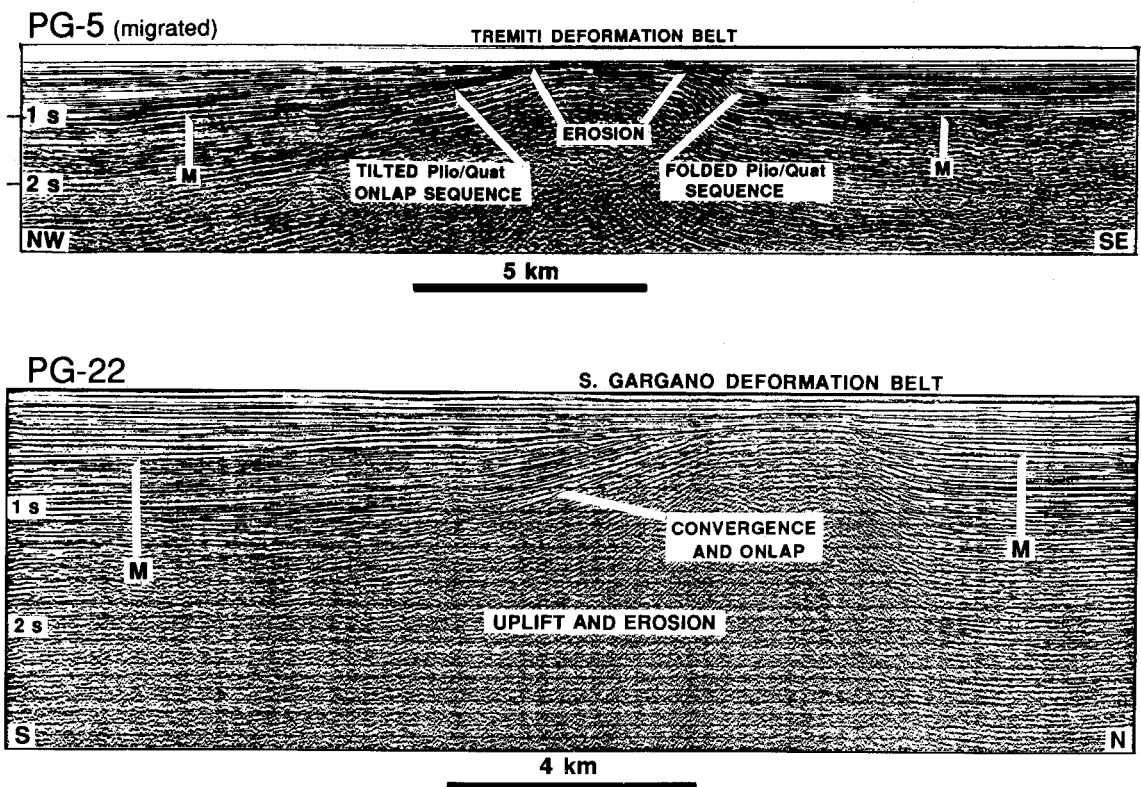 PG-5 (migrated)
TREMITI DEFORMATION BELT
1 s
EROSION
M
TILTED Plio/Quat
ONLAP SEQUENCE
FOLDED Plio/Quat
SEQUENCE
M
2 s
NW
SE
5 km
PG-22
S. GARGANO DEFORMATION BELT
1 s
CONVERGENCE
AND ONLAP
M
M
2 s
UPLIFT AND EROSION
S
N
4 km